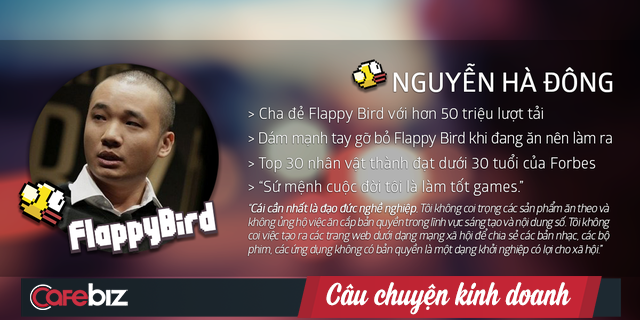 NGUYỄN HÀ ĐÔNG
> Cha đẻ Flappy Bird với hơn 50 triệu lượt tải
> Dám mạnh tay gỡ bỏ Flappy Bird khi đang ăn nên làm ra
> Top 30 nhân vật thành đạt dưới 30 tuổi của Forbes
> “Sứ mệnh cuộc đời tôi là làm tốt games.”
“Cái cần nhất là đạo đức nghề nghiệp. Tôi không coi trọng các sản phẩm ăn theo và
không ủng hộ việc ăn cắp bản quyền trong lĩnh vực sáng tạo và nội dung số. Tôi không
coi việc tạo ra các trang web dưới dạng mạng xã hội để chia sẻ các bản nhạc, các bộ
phim, các ứng dụng không có bản quyền là một dạng khởi nghiệp có lợi cho xã hội.”
FlappyBird
Cafebiz
Câu chuyện kinh doanh